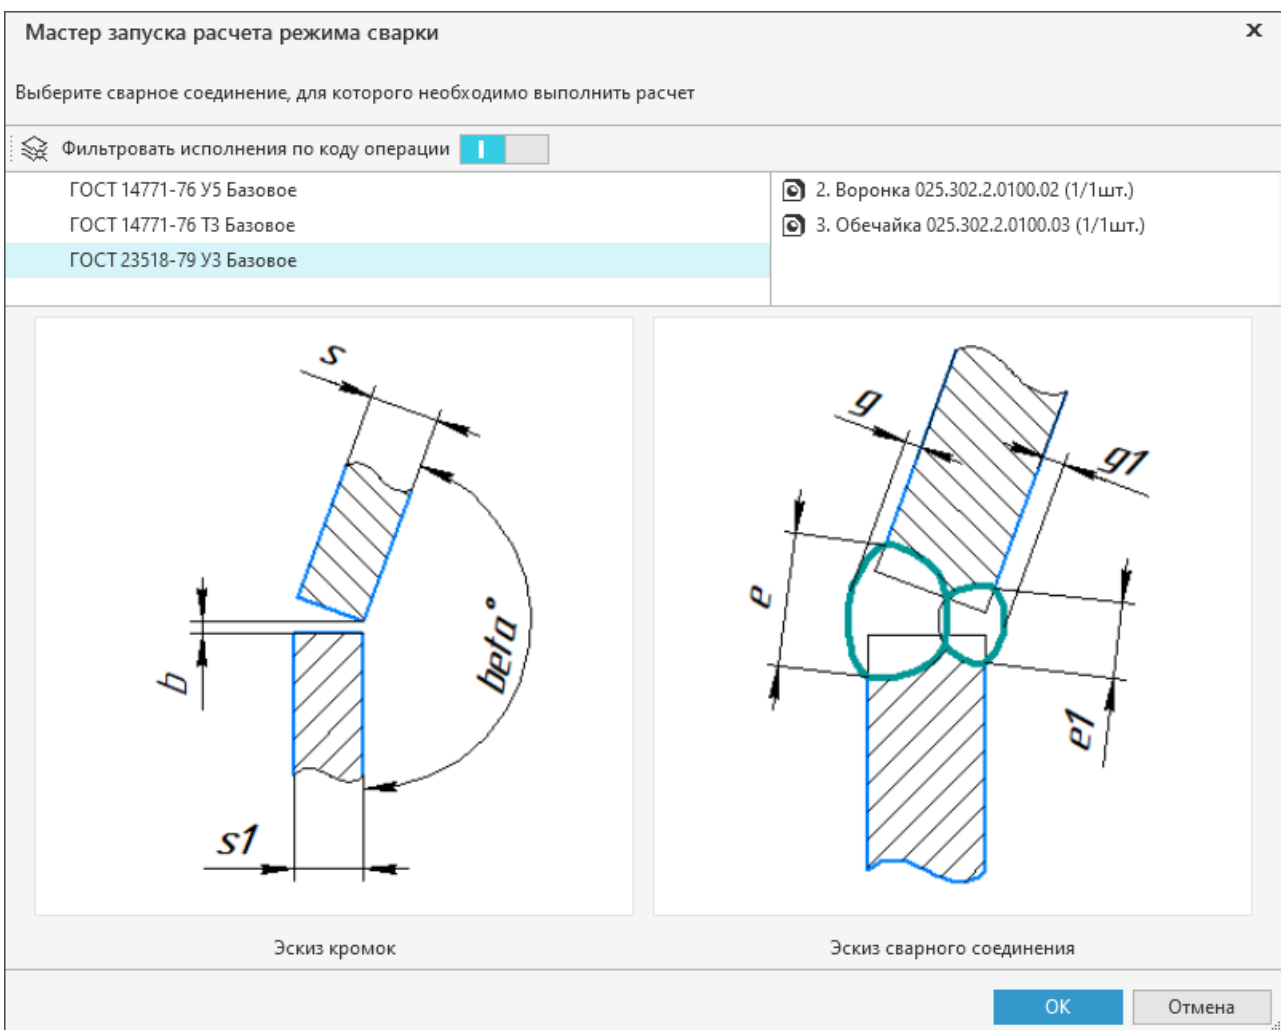 Мастер запуска расчета режима сварки
x
Выберите сварное соединение, для которого необходимо выполнить расчет
Фильтровать исполнения по коду операции
ГОСТ 14771-76 У5 Базовое
ГОСТ 14771-76 Т3 Базовое
ГОСТ 23518-79 У3 Базовое
2. Воронка 025.302.2.0100.02 (1/1шт.)
3. Обечайка 025.302.2.0100.03 (1/1шт.)
s
b
beta°
s1
g
g1
e
e1
Эскиз кромок
Эскиз сварного соединения
ОК
Отмена